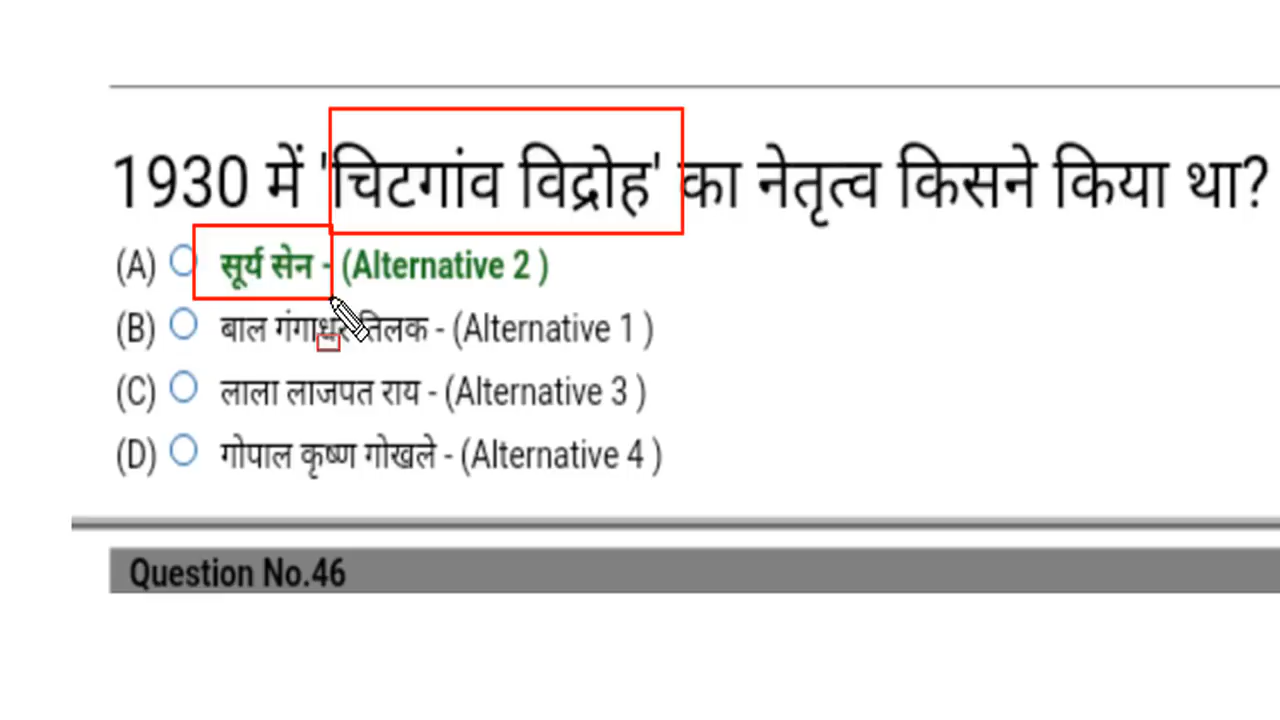 1930 में 'चिटगांव विद्रोह' का नेतृत्व किसने किया था?
(A) सूर्य सेन - (Alternative 2 )
(B) बाल गंगाधर तिलक - (Alternative 1 )
(C) लाला लाजपत राय - (Alternative 3 )
(D) गोपाल कृष्ण गोखले - (Alternative 4 )
Question No.46